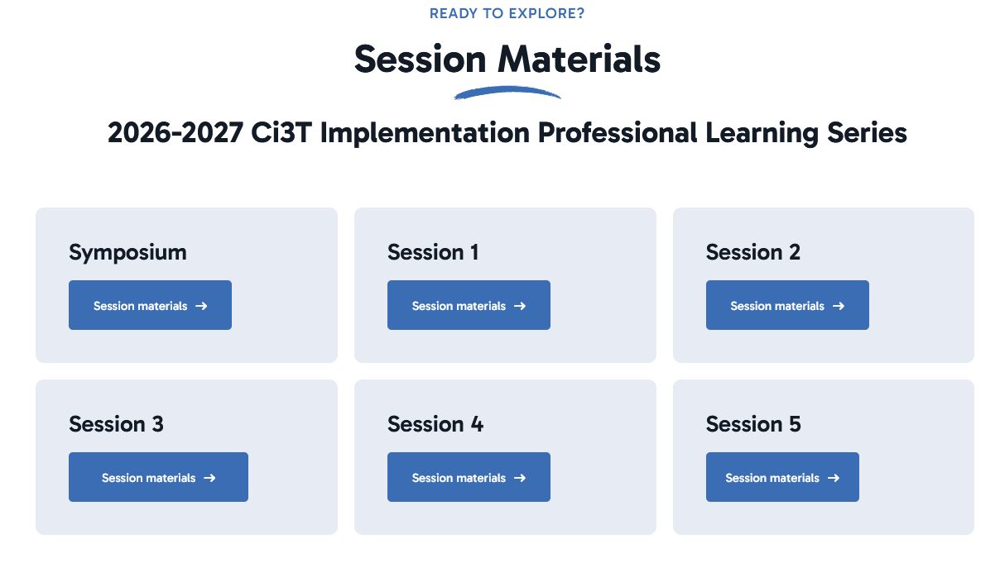 READY TO EXPLORE?
Session Materials
2026-2027 Ci3T Implementation Professional Learning Series
Symposium
Session materials →
Session 1
Session materials →
Session 2
Session materials →
Session 3
Session materials →
Session 4
Session materials →
Session 5
Session materials →